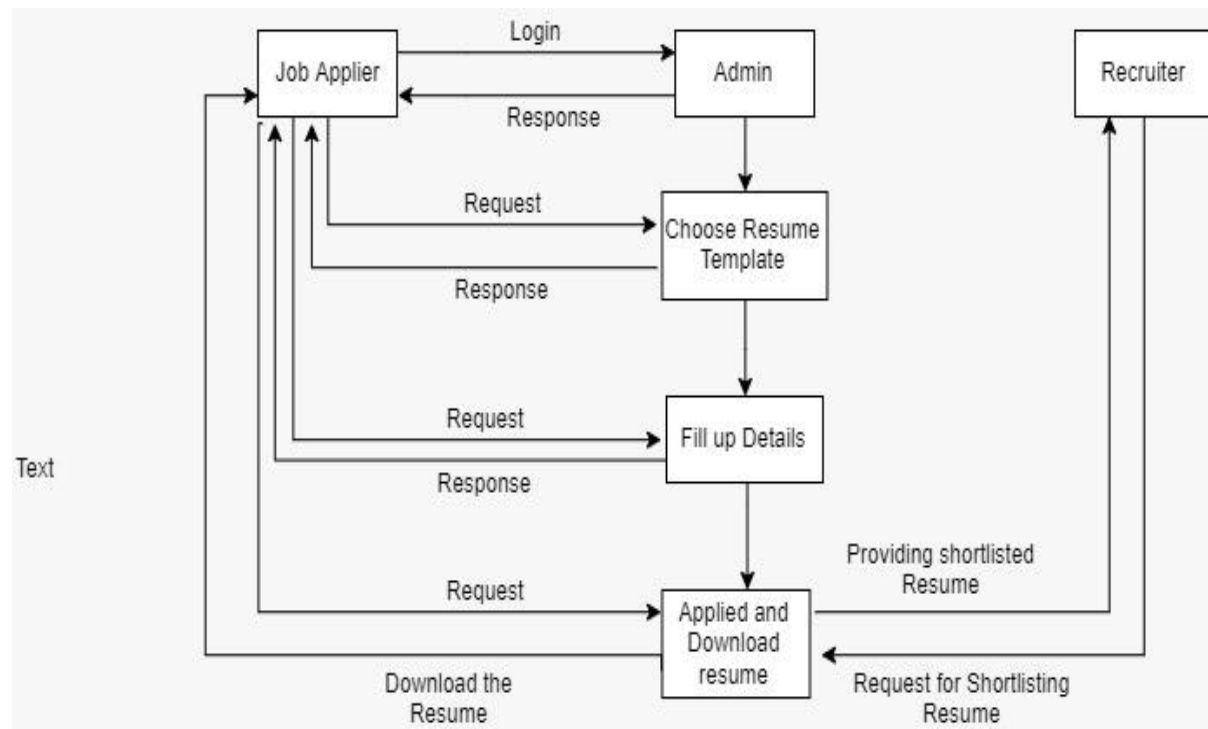 Login
Job Applier
Admin
Recruiter
Response
Request
Choose Resume
Template
Response
Request
Fill up Details
Text
Response
Providing shortlisted
Resume
Request
Applied and
Download
resume
Download the
Resume
Request for Shortlisting
Resume